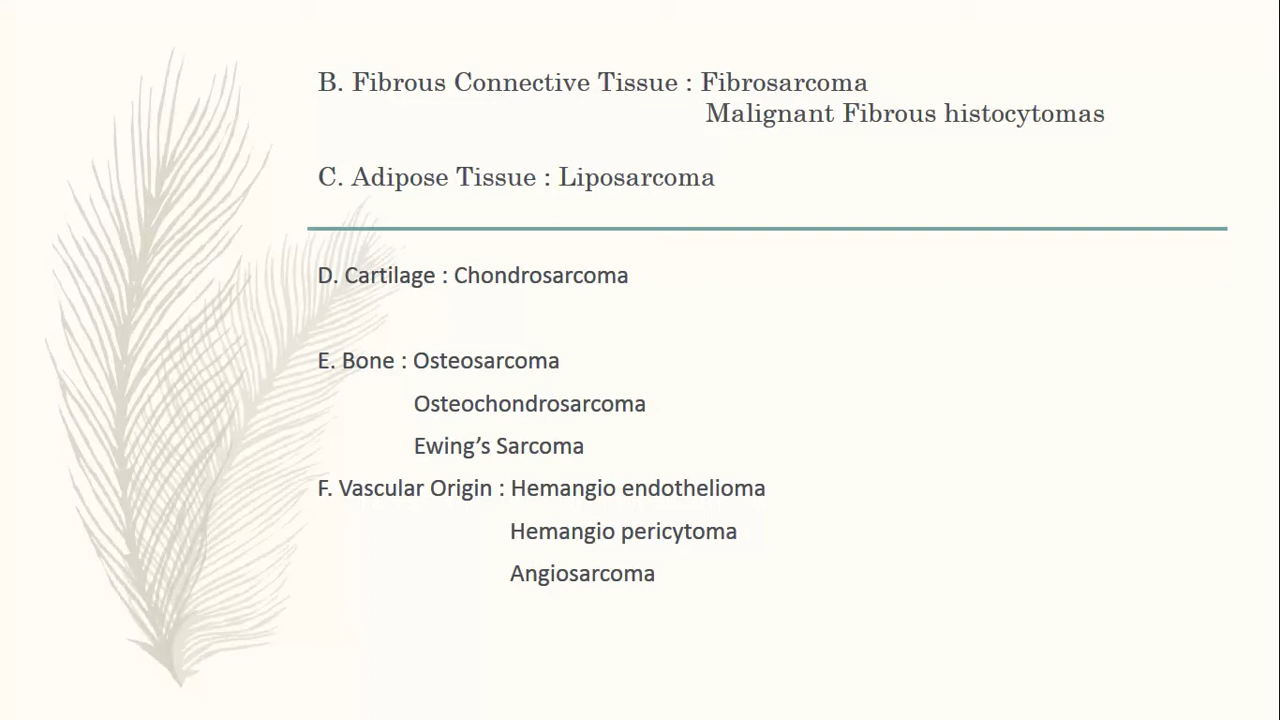 B. Fibrous Connective Tissue : Fibrosarcoma
Malignant Fibrous histocytomas
C. Adipose Tissue : Liposarcoma
D. Cartilage : Chondrosarcoma
E. Bone : Osteosarcoma
Osteochondrosarcoma
Ewing’s Sarcoma
F. Vascular Origin : Hemangio endothelioma
Hemangio pericytoma
Angiosarcoma